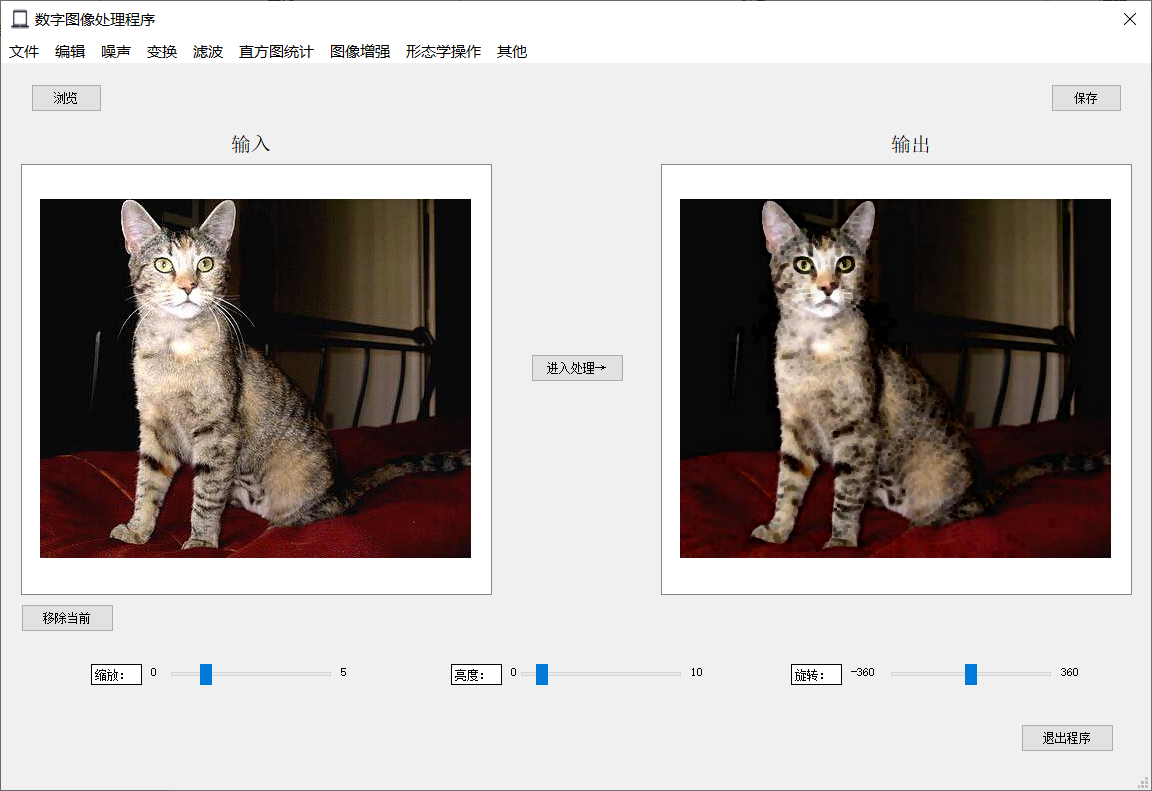 数字图像处理程序
文件 编辑 噪声 变换 滤波 直方图统计 图像增强 形态学操作 其他
浏览 保存
输入 输出
进入处理→
移除当前
缩放: 0 5 亮度: 0 10 旋转: -360 360
退出程序